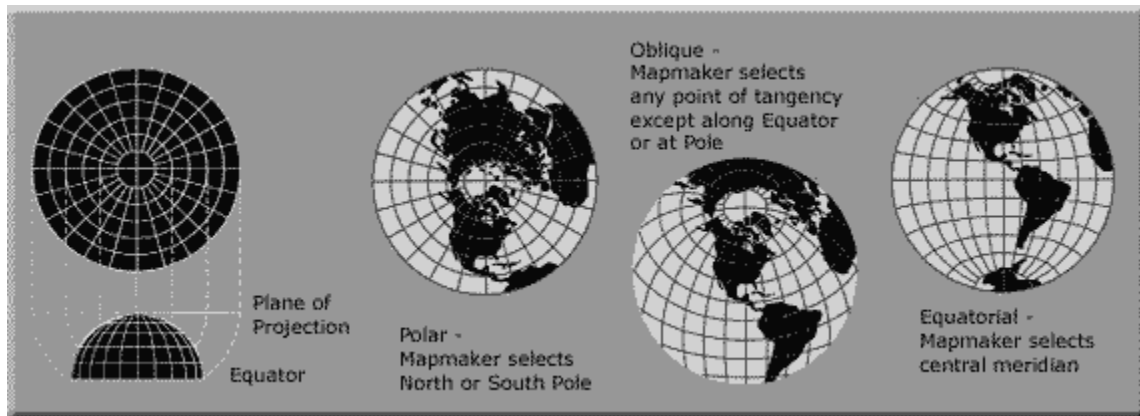 Plane of
Projection
Equator
Polar -
Mapmaker selects
North or South Pole
Oblique -
Mapmaker selects
any point of tangency
except along Equator
or at Pole
Equatorial -
Mapmaker selects
central meridian